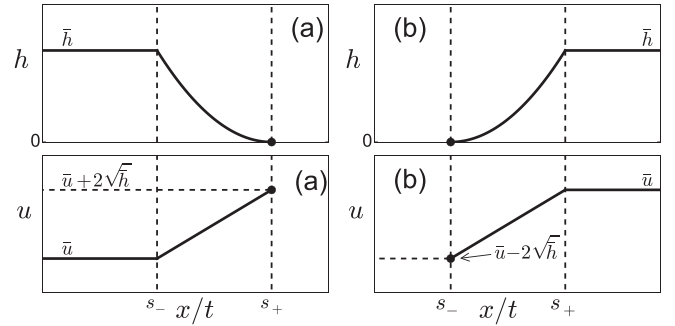 h̄ (a) (b) h̄
h h
0 0
ū+2√h̄ (a) (b) ū
u u
ū ū−2√h̄
s₋ x/t s₊ s₋ x/t s₊